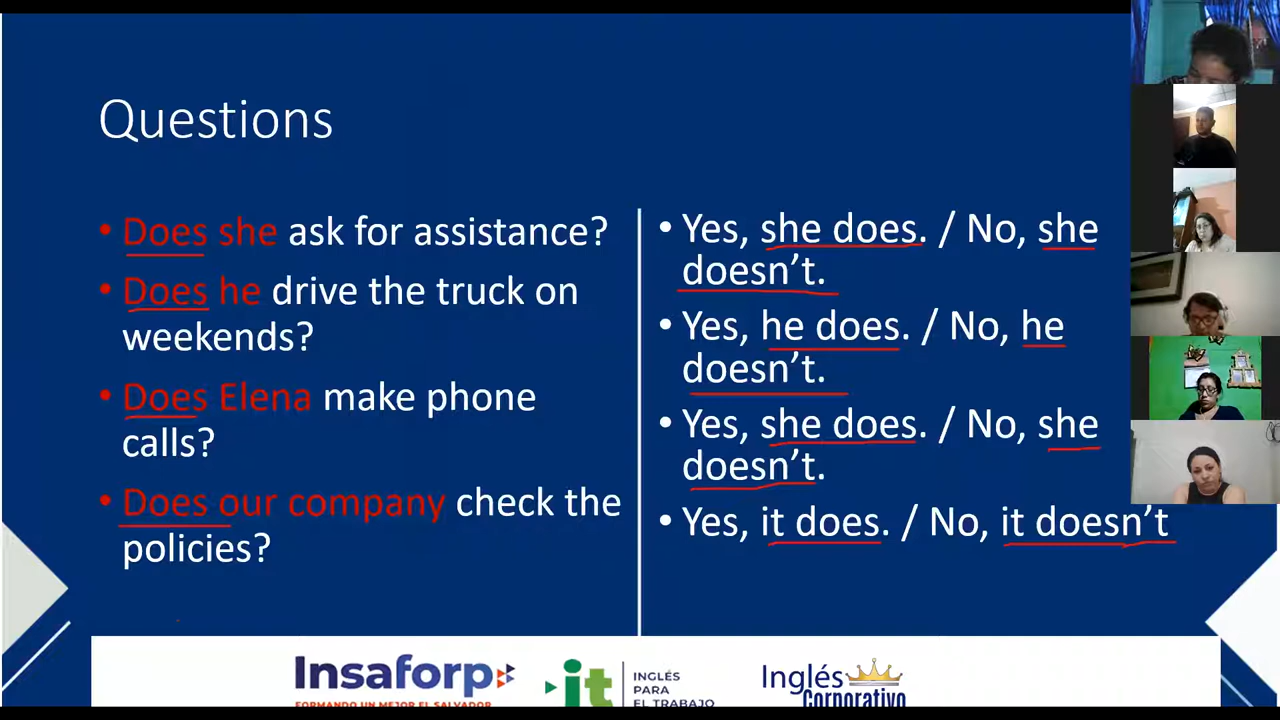 Questions
• Does she ask for assistance?
• Does he drive the truck on
weekends?
• Does Elena make phone
calls?
• Does our company check the
policies?
• Yes, she does. / No, she
doesn’t.
• Yes, he does. / No, he
doesn’t.
• Yes, she does. / No, she
doesn’t.
• Yes, it does. / No, it doesn’t
Insaforp
FORMANDO UN MEJOR EL SALVADOR
it
INGLÉS
PARA
EL TRABAJO
Inglés
Corporativo